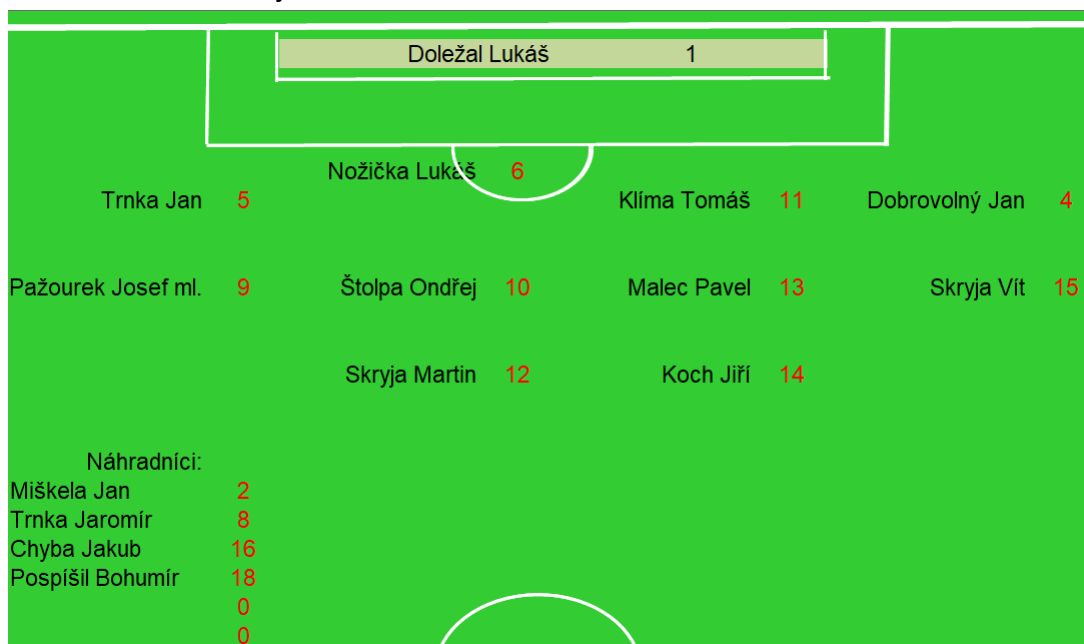 Doležal Lukáš 1
Nožička Lukáš 6
Trnka Jan 5 Klíma Tomáš 11 Dobrovolný Jan 4
Pažourek Josef ml. 9 Štolpa Ondřej 10 Malec Pavel 13 Skryja Vít 15
Skryja Martin 12 Koch Jiří 14
Náhradníci:
Miškela Jan 2
Trnka Jaromír 8
Chyba Jakub 16
Pospíšil Bohumír 18
0
0